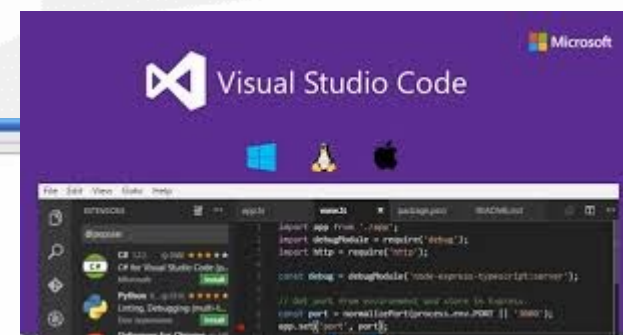 Microsoft
Visual Studio Code
File Edit View Goto Help
EXTENSIONS
app.ts
www.ts
package.json
README.md
@popular
import app from './app';
import debugModule = require('debug');
import http = require('http');
C#
C# for Visual Studio Code (p...
Microsoft
Install
const debug = debugModule('node-express-typescript:server');
Python
Linting, Debugging (multi-t...
Install
// Get port from environment and store in Express.
const port = normalizePort(process.env.PORT || '3000');
app.set('port', port);